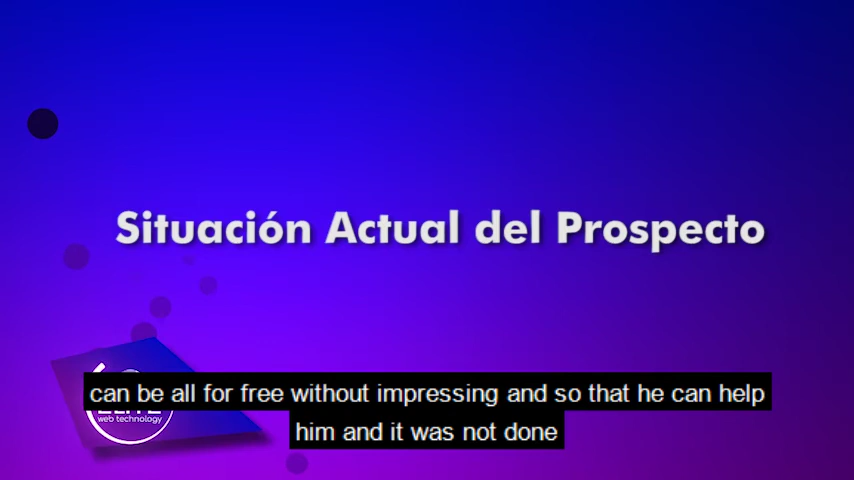 Situación Actual del Prospecto
can be all for free without impressing and so that he can help
him and it was not done
web technology